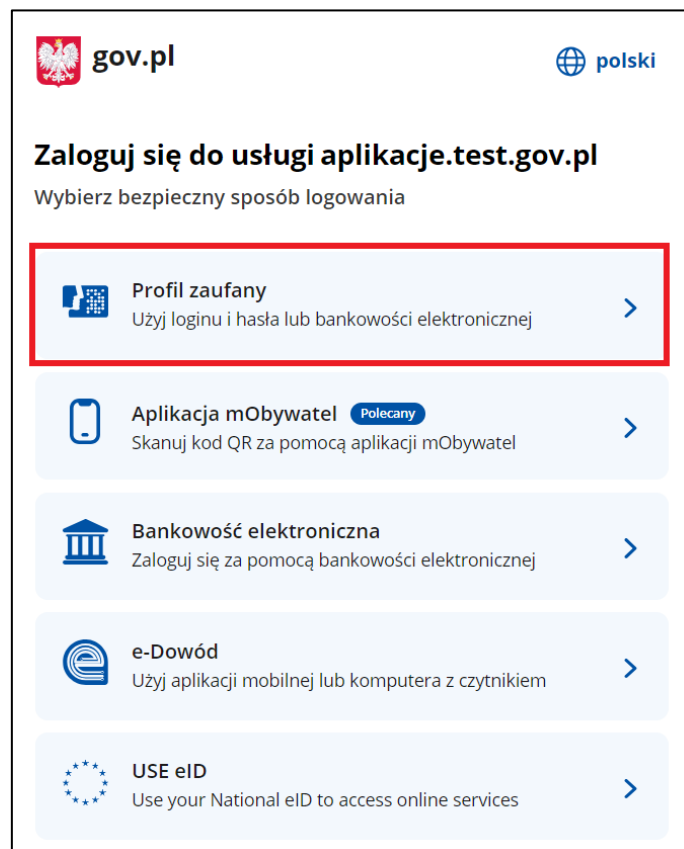 gov.pl
polski
Zaloguj się do usługi aplikacje.test.gov.pl
Wybierz bezpieczny sposób logowania
Profil zaufany
Użyj loginu i hasła lub bankowości elektronicznej
Aplikacja mObywatel Polecany
Skanuj kod QR za pomocą aplikacji mObywatel
Bankowość elektroniczna
Zaloguj się za pomocą bankowości elektronicznej
e-Dowód
Użyj aplikacji mobilnej lub komputera z czytnikiem
USE eID
Use your National eID to access online services